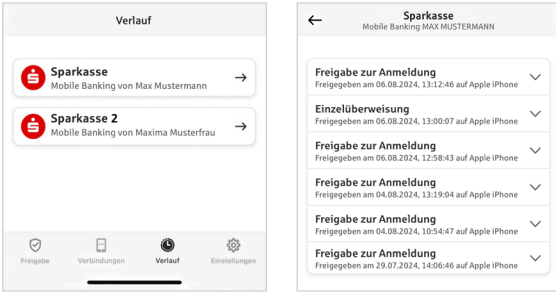 Verlauf
Sparkasse
Mobile Banking von Max Mustermann
Sparkasse 2
Mobile Banking von Maxima Musterfrau
Freigabe
Verbindungen
Verlauf
Einstellungen
Sparkasse
Mobile Banking MAX MUSTERMANN
Freigabe zur Anmeldung
Freigegeben am 06.08.2024, 13:12:46 auf Apple iPhone
Einzelüberweisung
Freigegeben am 06.08.2024, 13:00:07 auf Apple iPhone
Freigabe zur Anmeldung
Freigegeben am 06.08.2024, 12:58:43 auf Apple iPhone
Freigabe zur Anmeldung
Freigegeben am 04.08.2024, 13:19:04 auf Apple iPhone
Freigabe zur Anmeldung
Freigegeben am 04.08.2024, 10:54:47 auf Apple iPhone
Freigabe zur Anmeldung
Freigegeben am 29.07.2024, 14:06:46 auf Apple iPhone